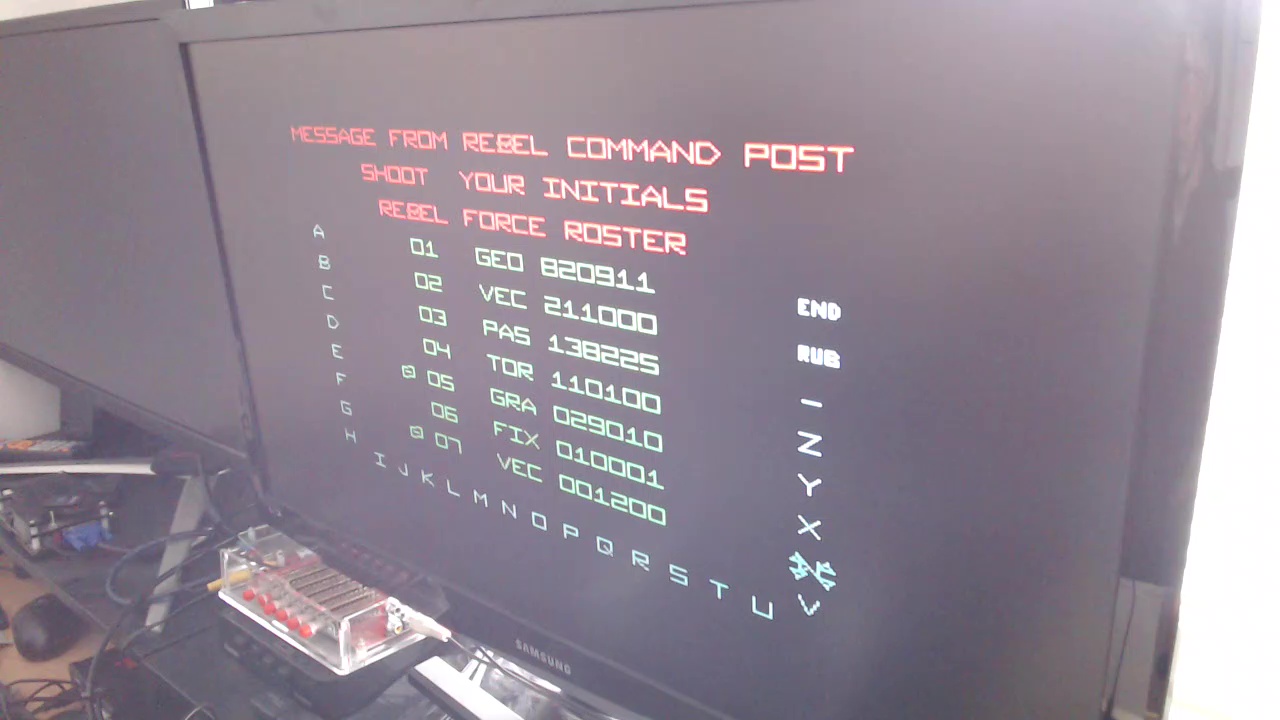 MESSAGE FROM REBEL COMMAND POST
SHOOT YOUR INITIALS
REBEL FORCE ROSTER
01 GEO 820911
02 VEC 211000
03 PAS 138225
04 TOR 110100
05 GRA 029010
06 FIX 010001
07 VEC 001200
A
B
C
D
E
F
G
H
I J K L M N O P Q R S T U
V
X
Y
Z
-
RUB
END
SAMSUNG